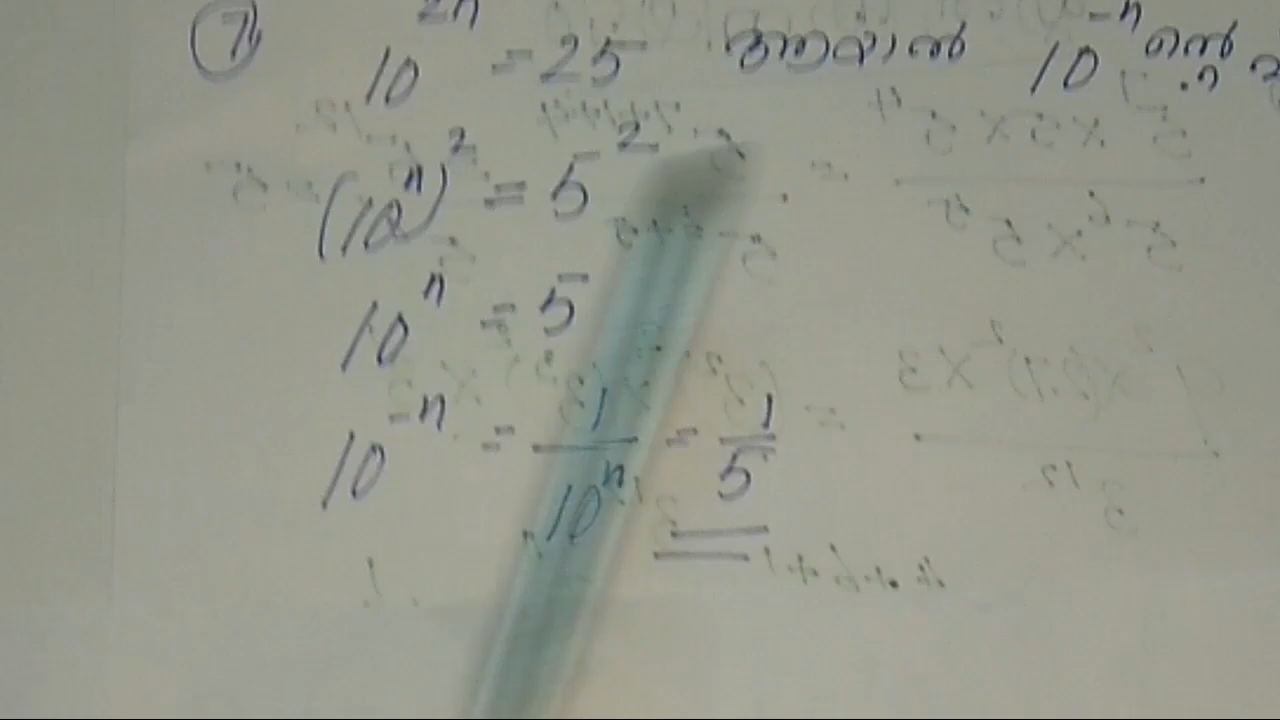 ⑦ 10^2n = 25 ആയാൽ 10^-n ന്റെ
(10^n)^2 = 5^2
10^n = 5
10^-n = 1/10^n = 1/5